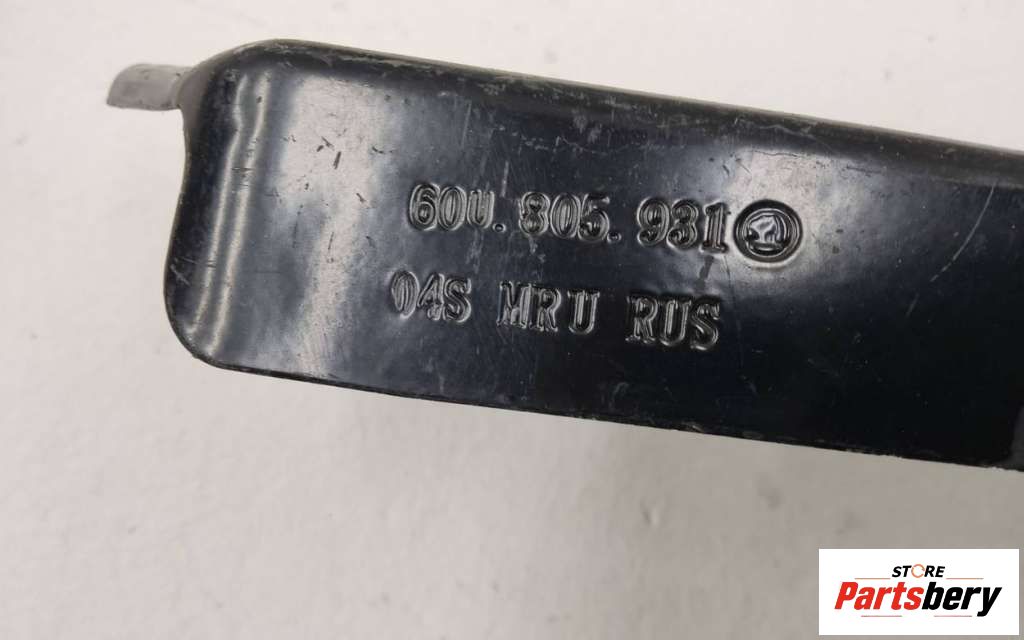 60U.805.931
04S MRU RUS
STORE
Partsbery